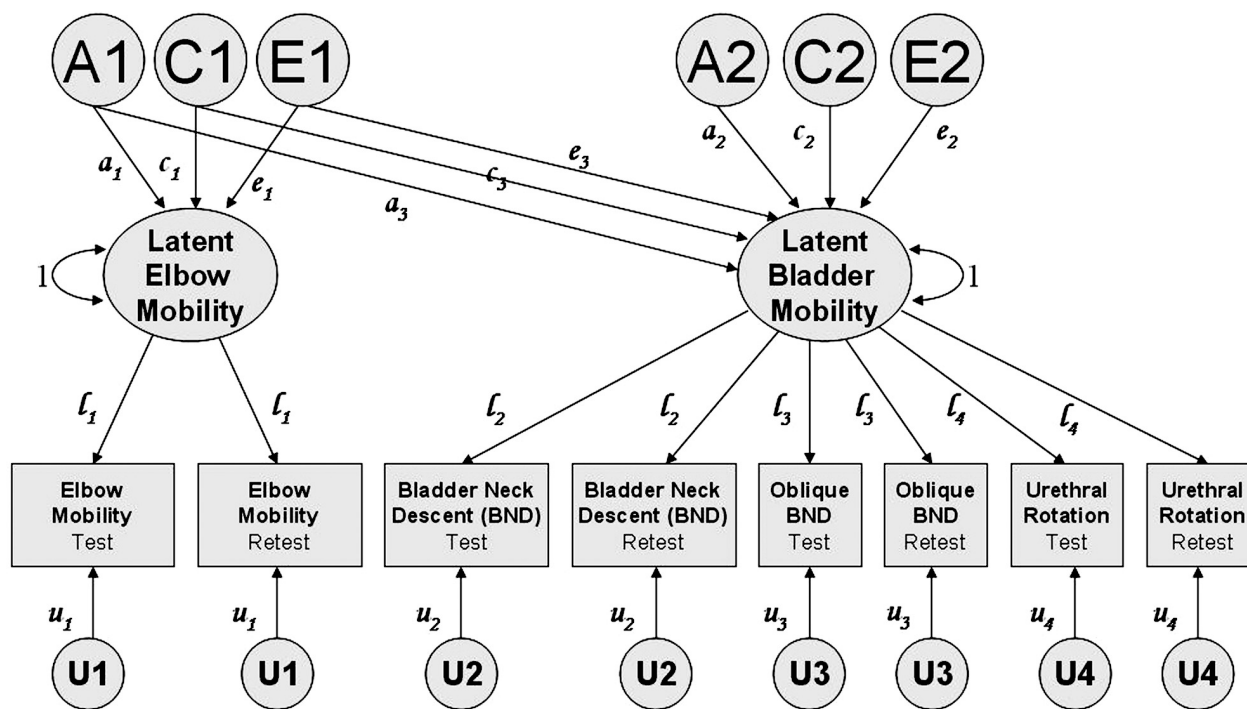 A1 C1 E1 A2 C2 E2
a1 c1 e1 a3 c3 e3 a2 c2 e2
Latent
Elbow
Mobility
1
Latent
Bladder
Mobility
1
l1 l1 l2 l2 l3 l3 l4 l4
Elbow
Mobility
Test
Elbow
Mobility
Retest
Bladder Neck
Descent (BND)
Test
Bladder Neck
Descent (BND)
Retest
Oblique
BND
Test
Oblique
BND
Retest
Urethral
Rotation
Test
Urethral
Rotation
Retest
u1 u1 u2 u2 u3 u3 u4 u4
U1 U1 U2 U2 U3 U3 U4 U4